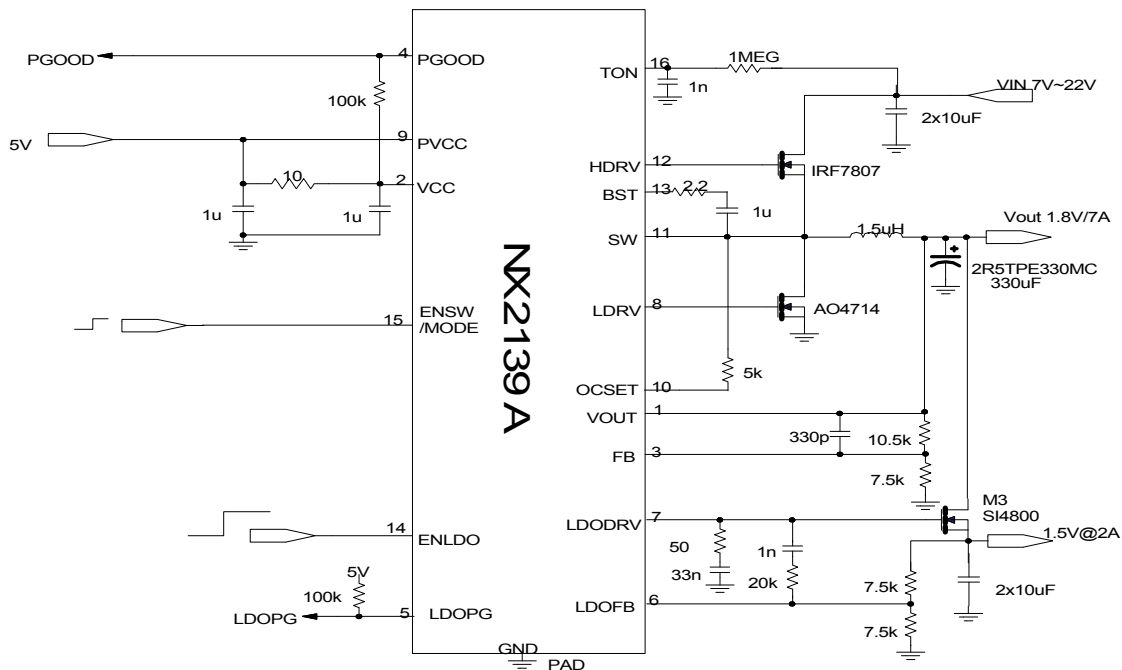 PGOOD
4
PGOOD
100k
5V
9
PVCC
10
2
VCC
1u
1u
15
ENSW
/MODE
14
ENLDO
5V
100k
LDOPG
5
LDOPG
GND
PAD
NX2139A
TON
16
1MEG
1n
VIN 7V~22V
2x10uF
HDRV
12
IRF7807
BST
13
2.2
1u
SW
11
1.5uH
Vout 1.8V/7A
2R5TPE330MC
330uF
LDRV
8
AO4714
5k
OCSET
10
VOUT
1
330p
10.5k
FB
3
7.5k
M3
SI4800
LDODRV
7
1.5V@2A
50
1n
33n
20k
7.5k
2x10uF
LDOFB
6
7.5k